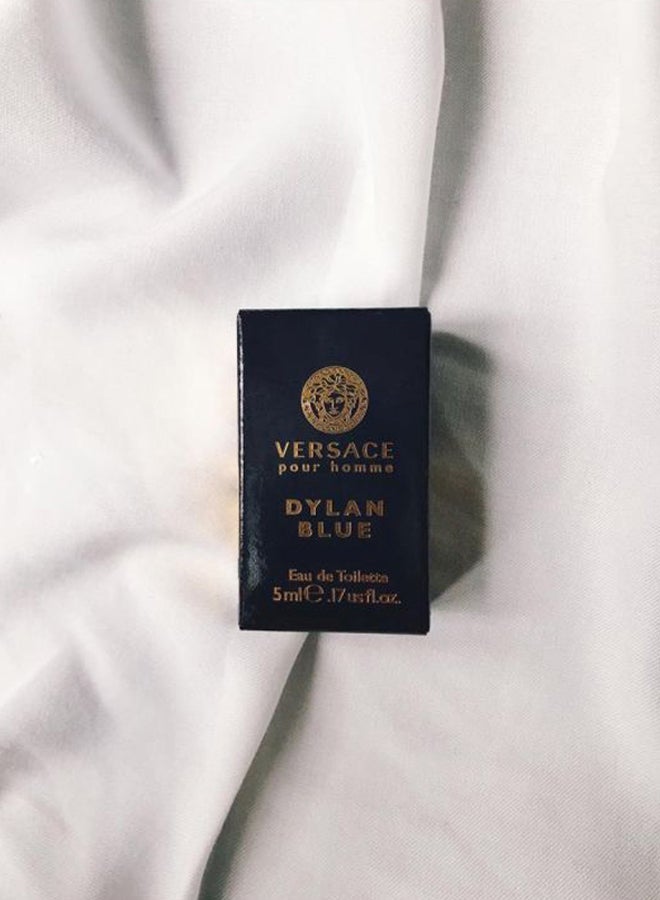 VERSACE
pour homme
DYLAN
BLUE
Eau de Toilette
5ml℮.17us fl.oz.